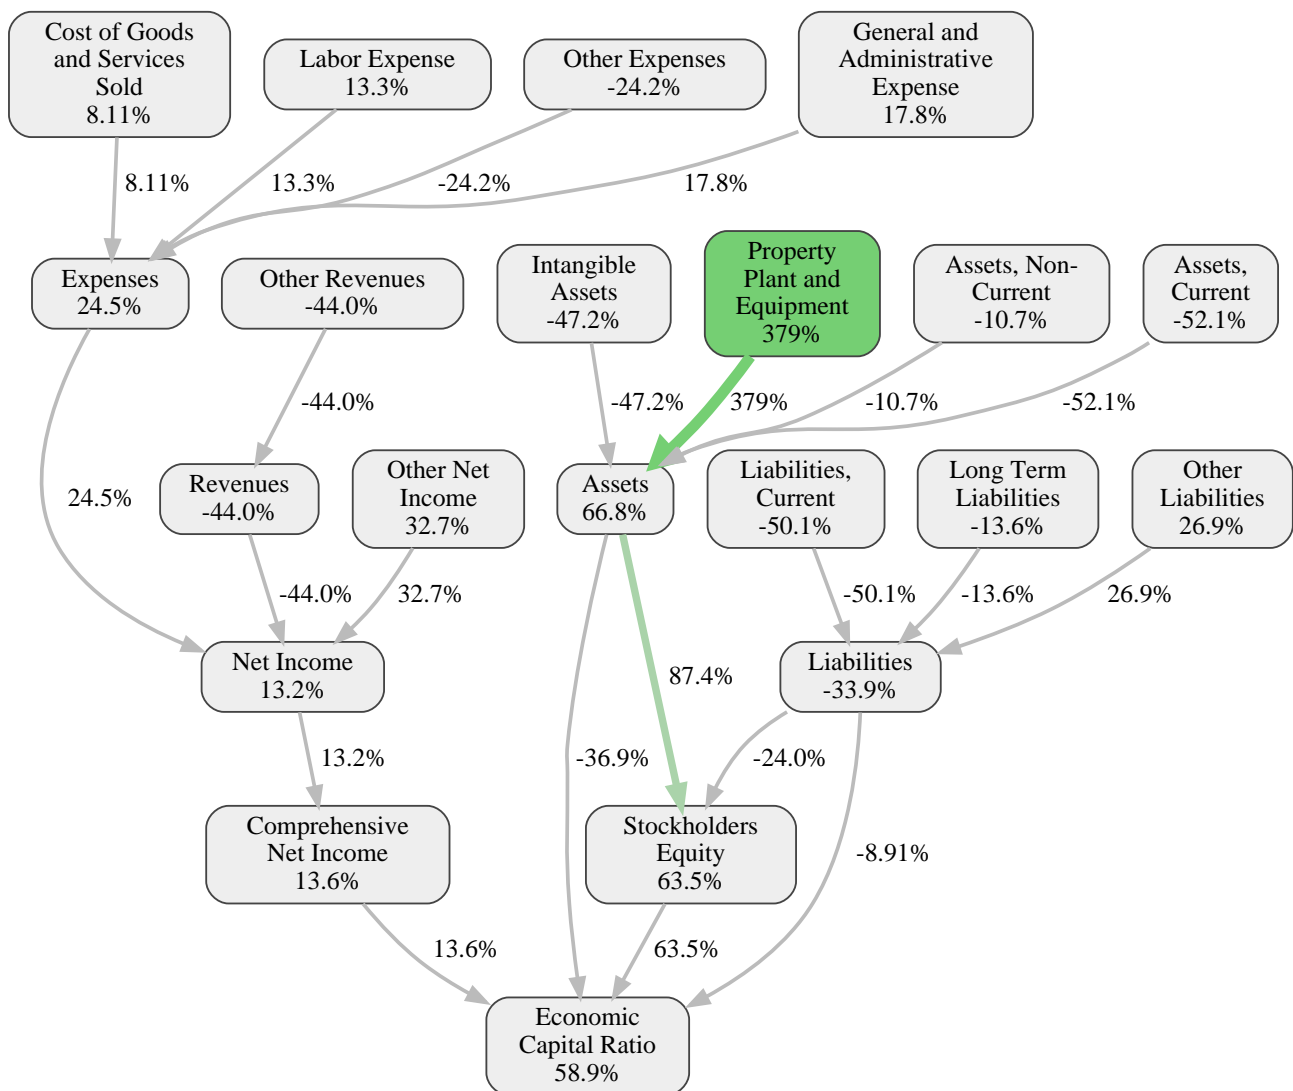 Cost of Goods
and Services
Sold
8.11%
Labor Expense
13.3%
Other Expenses
-24.2%
General and
Administrative
Expense
17.8%
8.11%
13.3%
-24.2%
17.8%
Expenses
24.5%
Other Revenues
-44.0%
Intangible
Assets
-47.2%
Property
Plant and
Equipment
379%
Assets, Non-
Current
-10.7%
Assets,
Current
-52.1%
-44.0%
-47.2%
379%
-10.7%
-52.1%
24.5%
Revenues
-44.0%
Other Net
Income
32.7%
Assets
66.8%
Liabilities,
Current
-50.1%
Long Term
Liabilities
-13.6%
Other
Liabilities
26.9%
-44.0%
32.7%
-50.1%
-13.6%
26.9%
Net Income
13.2%
87.4%
Liabilities
-33.9%
13.2%
-36.9%
-24.0%
Comprehensive
Net Income
13.6%
Stockholders
Equity
63.5%
-8.91%
13.6%
63.5%
Economic
Capital Ratio
58.9%